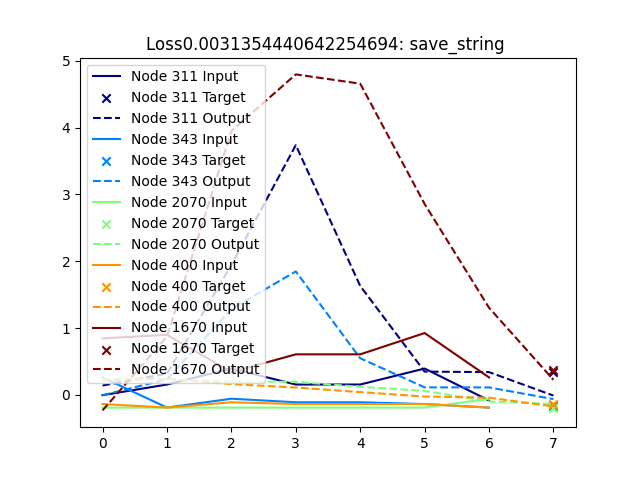 Loss0.0031354440642254694: save_string
5
4
3
2
1
0
Node 311 Input
Node 311 Target
Node 311 Output
Node 343 Input
Node 343 Target
Node 343 Output
Node 2070 Input
Node 2070 Target
Node 2070 Output
Node 400 Input
Node 400 Target
Node 400 Output
Node 1670 Input
Node 1670 Target
Node 1670 Output
0 1 2 3 4 5 6 7